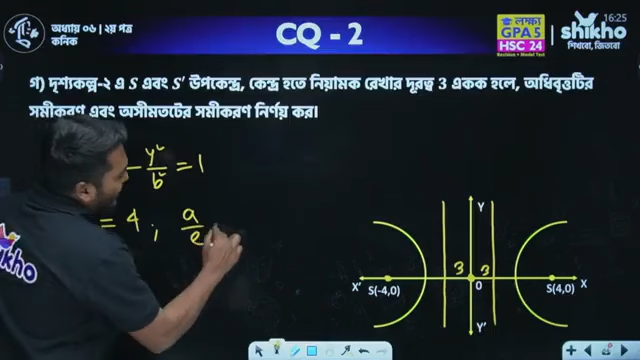 অধ্যায় ০৬ | ২য় পত্র
কনিক
CQ - 2
লক্ষ্য
GPA 5
HSC 24
16:25
shikho
শিখবো, জিতবো
গ) দৃশ্যকল্প-২ এ S এবং S′ উপকেন্দ্র, কেন্দ্র হতে নিয়ামক রেখার দূরত্ব 3 একক হলে, অধিবৃত্তটির
সমীকরণ এবং অসীমতটের সমীকরণ নির্ণয় কর।
- y²/b² = 1
= 4 , a/e
Y
3 3
X′ 0 X
S(-4,0) S(4,0)
Y′